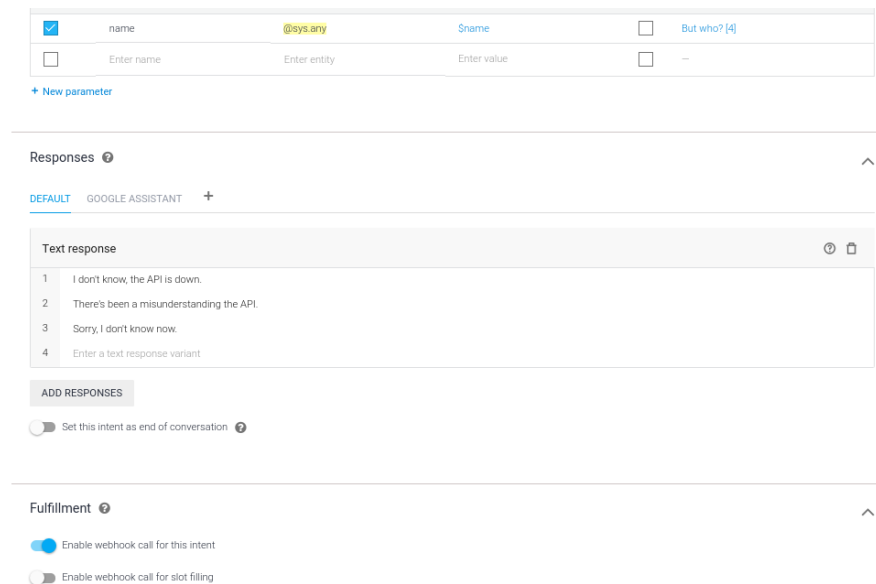 name @sys.any $name But who? [4]
Enter name Enter entity Enter value –
+ New parameter
Responses ?
DEFAULT GOOGLE ASSISTANT +
Text response ?
1 I don't know, the API is down.
2 There's been a misunderstanding the API.
3 Sorry, I don't know now.
4 Enter a text response variant
ADD RESPONSES
Set this intent as end of conversation ?
Fulfillment ?
Enable webhook call for this intent
Enable webhook call for slot filling